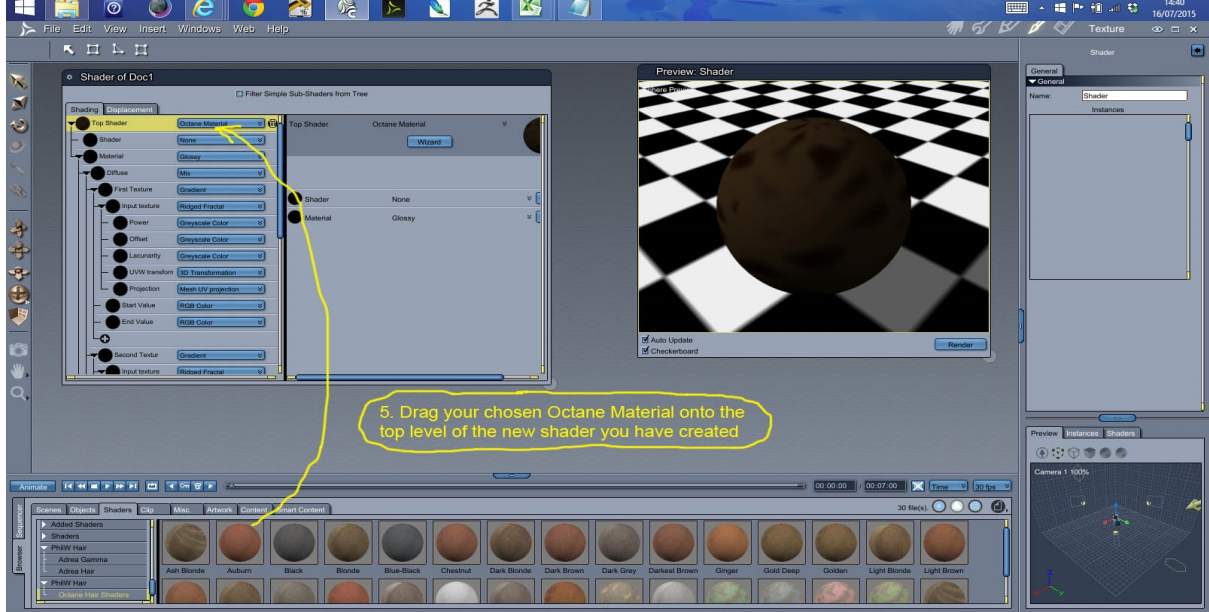 14:40
16/07/2015
File Edit View Insert Windows Web Help
Texture
Shader of Doc1
Filter Simple Sub-Shaders from Tree
Shading Displacement
Top Shader Octane Material
Shader None
Material Glossy
Diffuse Mix
First Texture Gradient
Input texture Ridged Fractal
Power Greyscale Color
Offset Greyscale Color
Lacunarity Greyscale Color
UVW transform 3D Transformation
Projection Mesh UV projection
Start Value RGB Color
End Value RGB Color
Second Textur Gradient
Input texture Ridged Fractal
Top Shader Octane Material
Wizard
Shader None
Material Glossy
Preview: Shader
Sphere Preview
Auto Update
Checkerboard
Render
Shader
General
General
Name: Shader
Instances
5. Drag your chosen Octane Material onto the
top level of the new shader you have created
Preview Instances Shaders
Camera 1 100%
Animate
00:00:00 / 00:07:00 Time 30 fps
Sequencer
Browser
Scenes Objects Shaders Clip Misc. Artwork Content Smart Content
30 file(s).
Added Shaders
Shaders
PhilW Hair
Adrea Gamma
Adrea Hair
PhilW Hair
Octane Hair Shaders
Ash Blonde Auburn Black Blonde Blue-Black Chestnut Dark Blonde Dark Brown Dark Grey Darkest Brown Ginger Gold Deep Golden Light Blonde Light Brown